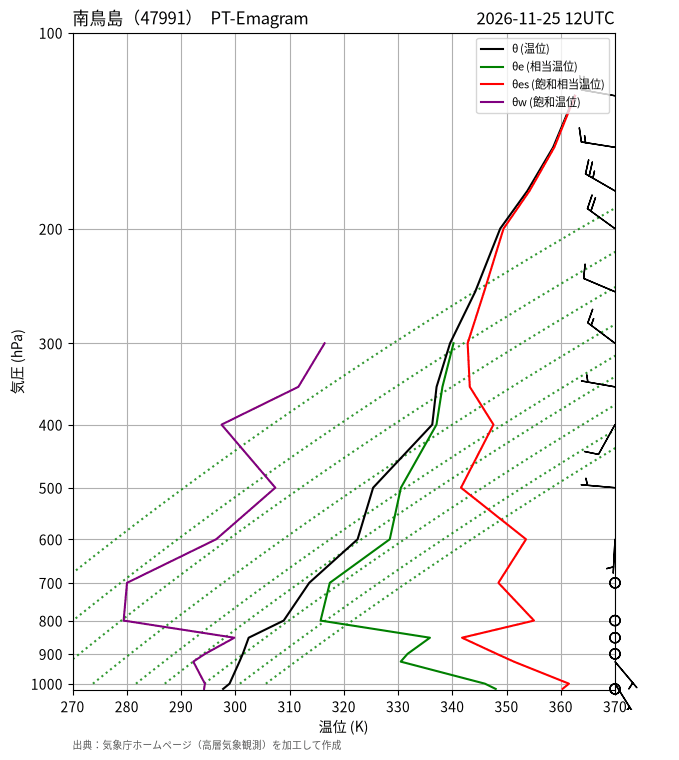 南鳥島（47991） PT-Emagram
2026-11-25 12UTC
θ (温位)
θe (相当温位)
θes (飽和相当温位)
θw (飽和温位)
気圧 (hPa)
100
200
300
400
500
600
700
800
900
1000
270 280 290 300 310 320 330 340 350 360 370
温位 (K)
出典：気象庁ホームページ（高層気象観測）を加工して作成